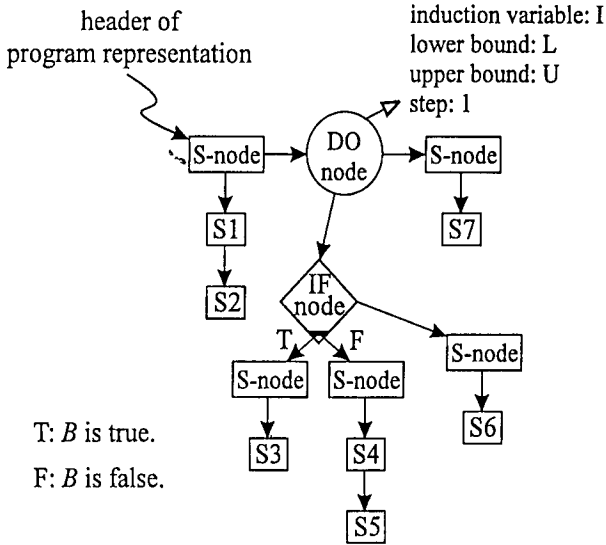 header of
program representation
induction variable: I
lower bound: L
upper bound: U
step: 1
S-node
DO
node
S-node
S1
S7
S2
IF
node
T
F
S-node
S-node
S-node
S3
S4
S6
S5
T: B is true.
F: B is false.